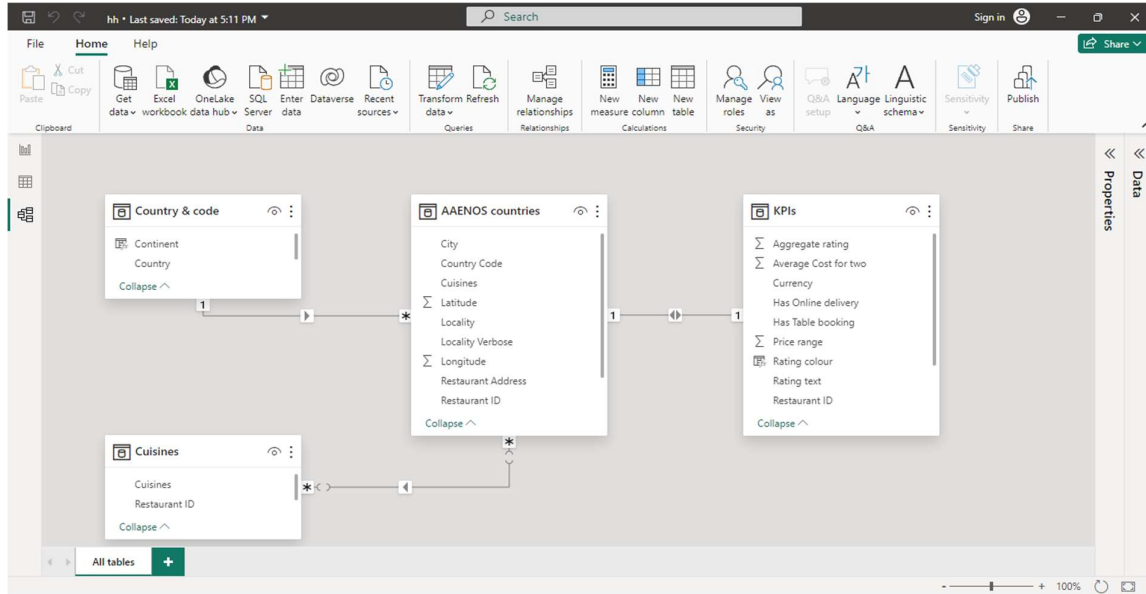 hh • Last saved: Today at 5:11 PM
Search
Sign in
File Home Help
Share
Paste
Cut
Copy
Clipboard
Get data
Excel workbook
OneLake data hub
SQL Server
Enter data
Dataverse
Recent sources
Data
Transform data
Refresh
Queries
Manage relationships
Relationships
New measure
New column
New table
Calculations
Manage roles
View as
Security
Q&A setup
Language
Linguistic schema
Q&A
Sensitivity
Sensitivity
Publish
Share
Properties
Data
Country & code
Continent
Country
Collapse
1
*
AAENOS countries
City
Country Code
Cuisines
Latitude
Locality
Locality Verbose
Longitude
Restaurant Address
Restaurant ID
Collapse
1
1
KPIs
Aggregate rating
Average Cost for two
Currency
Has Online delivery
Has Table booking
Price range
Rating colour
Rating text
Restaurant ID
Collapse
*
Cuisines
Cuisines
Restaurant ID
Collapse
*
All tables
+
- + 100%